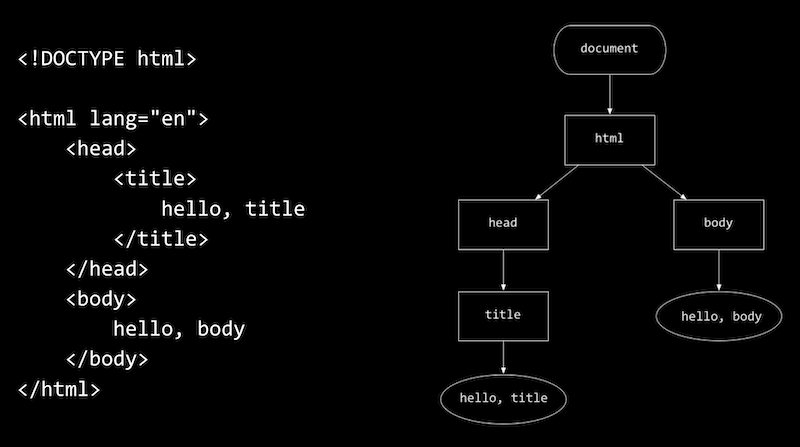 <!DOCTYPE html>
<html lang="en">
    <head>
        <title>
            hello, title
        </title>
    </head>
    <body>
        hello, body
    </body>
</html>
document
html
head
body
title
hello, body
hello, title